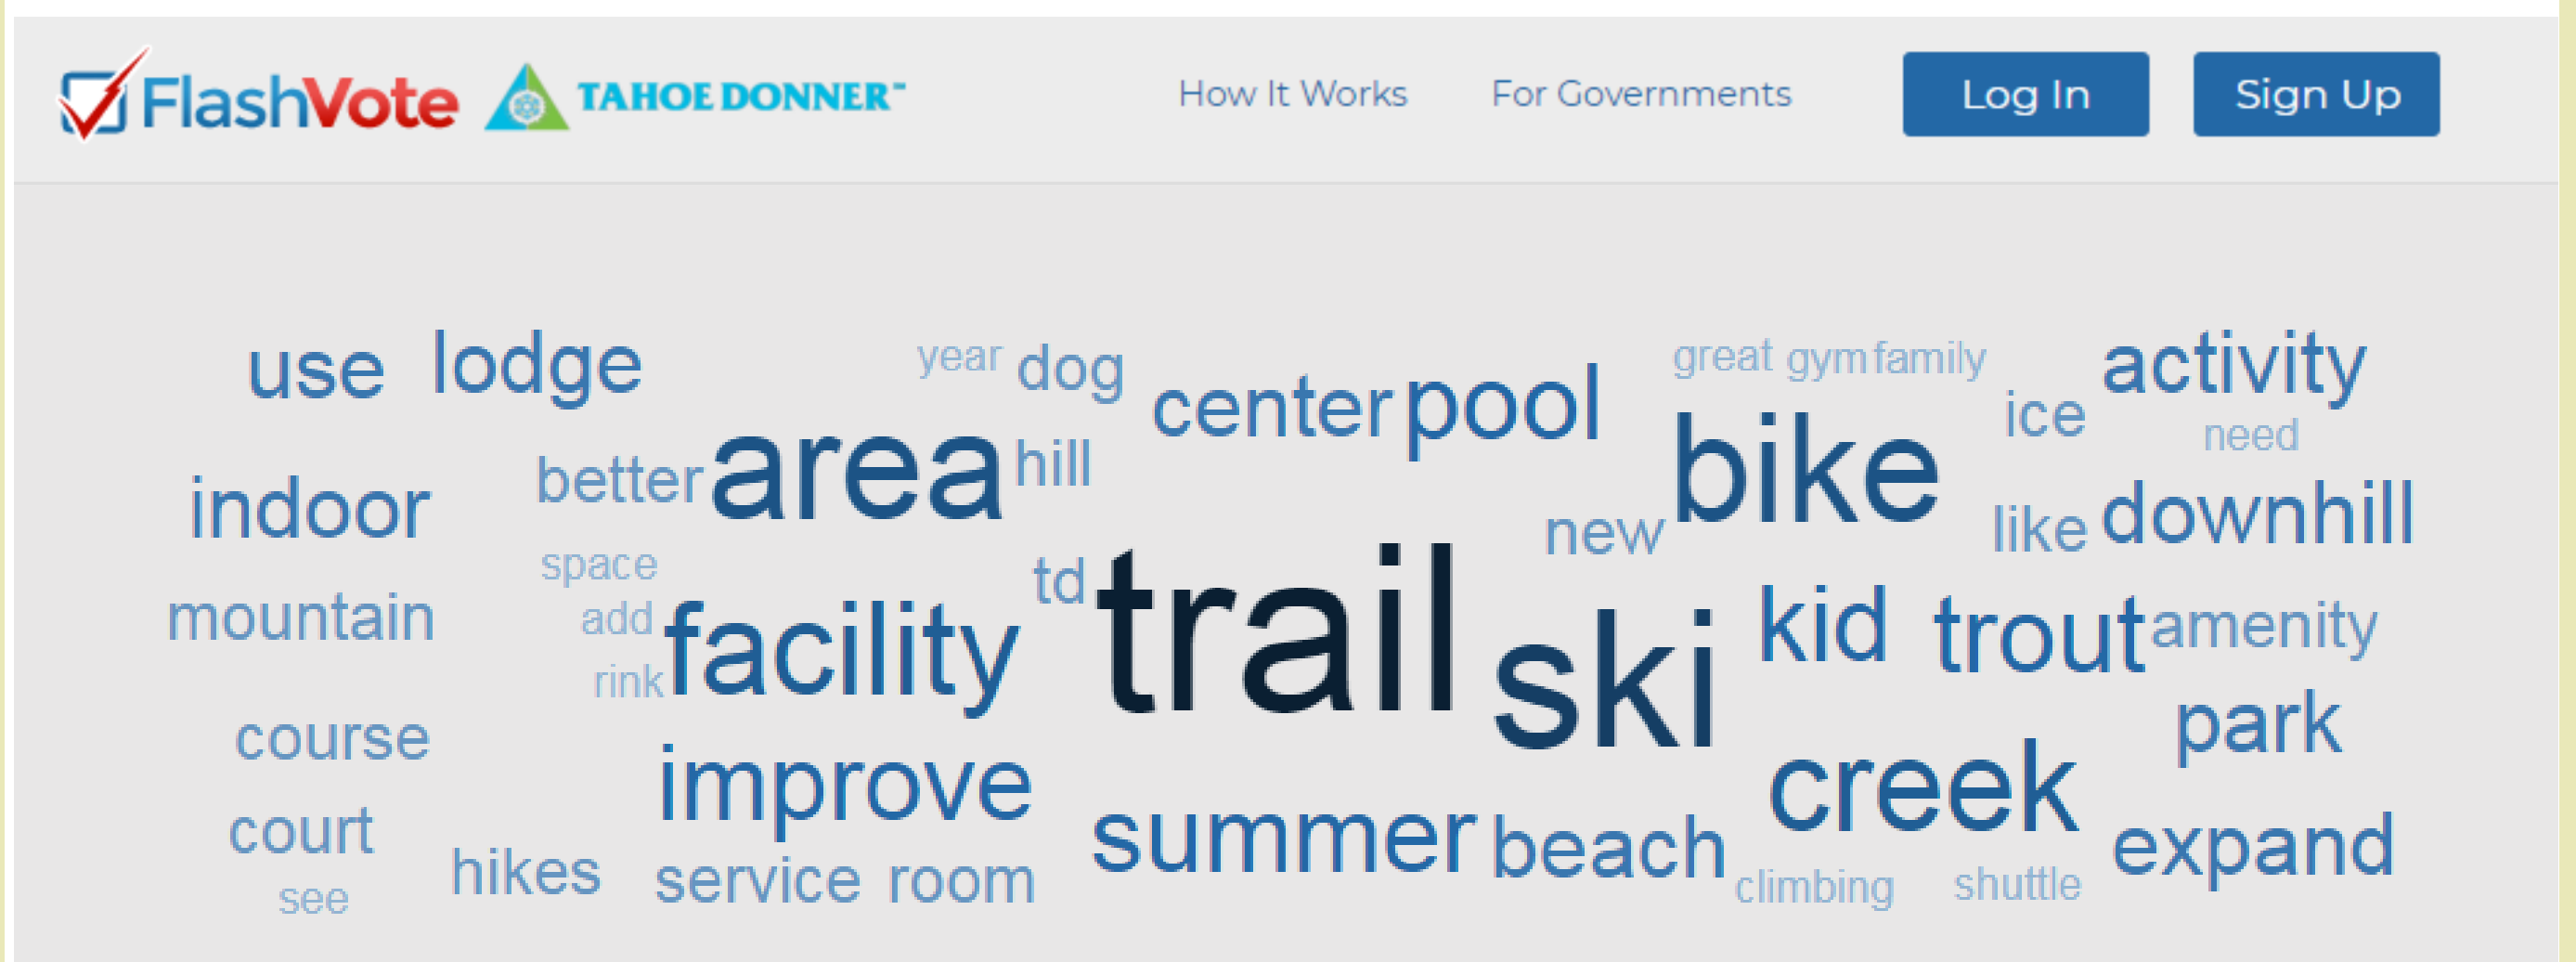 FlashVote TAHOE DONNER™ How It Works For Governments Log In Sign Up
use lodge year dog center pool great gym family ice activity
need
indoor better area hill new bike like downhill
space td
mountain add facility trail ski kid trout amenity
rink
course improve creek park
court summer beach expand
see hikes service room climbing shuttle